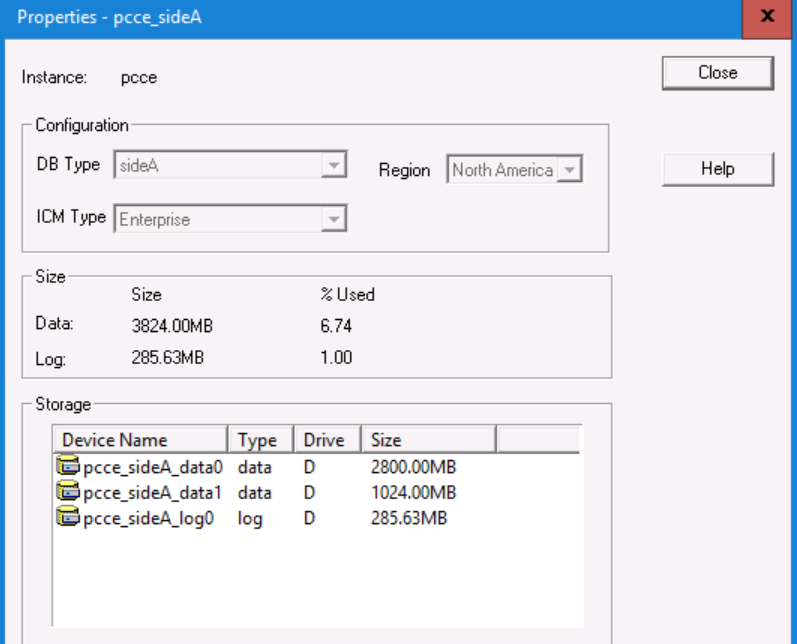 Properties - pcce_sideA
x
Instance: pcce
Close
Configuration
DB Type sideA Region North America
Help
ICM Type Enterprise
Size
Size % Used
Data: 3824.00MB 6.74
Log: 285.63MB 1.00
Storage
Device Name Type Drive Size
pcce_sideA_data0 data D 2800.00MB
pcce_sideA_data1 data D 1024.00MB
pcce_sideA_log0 log D 285.63MB